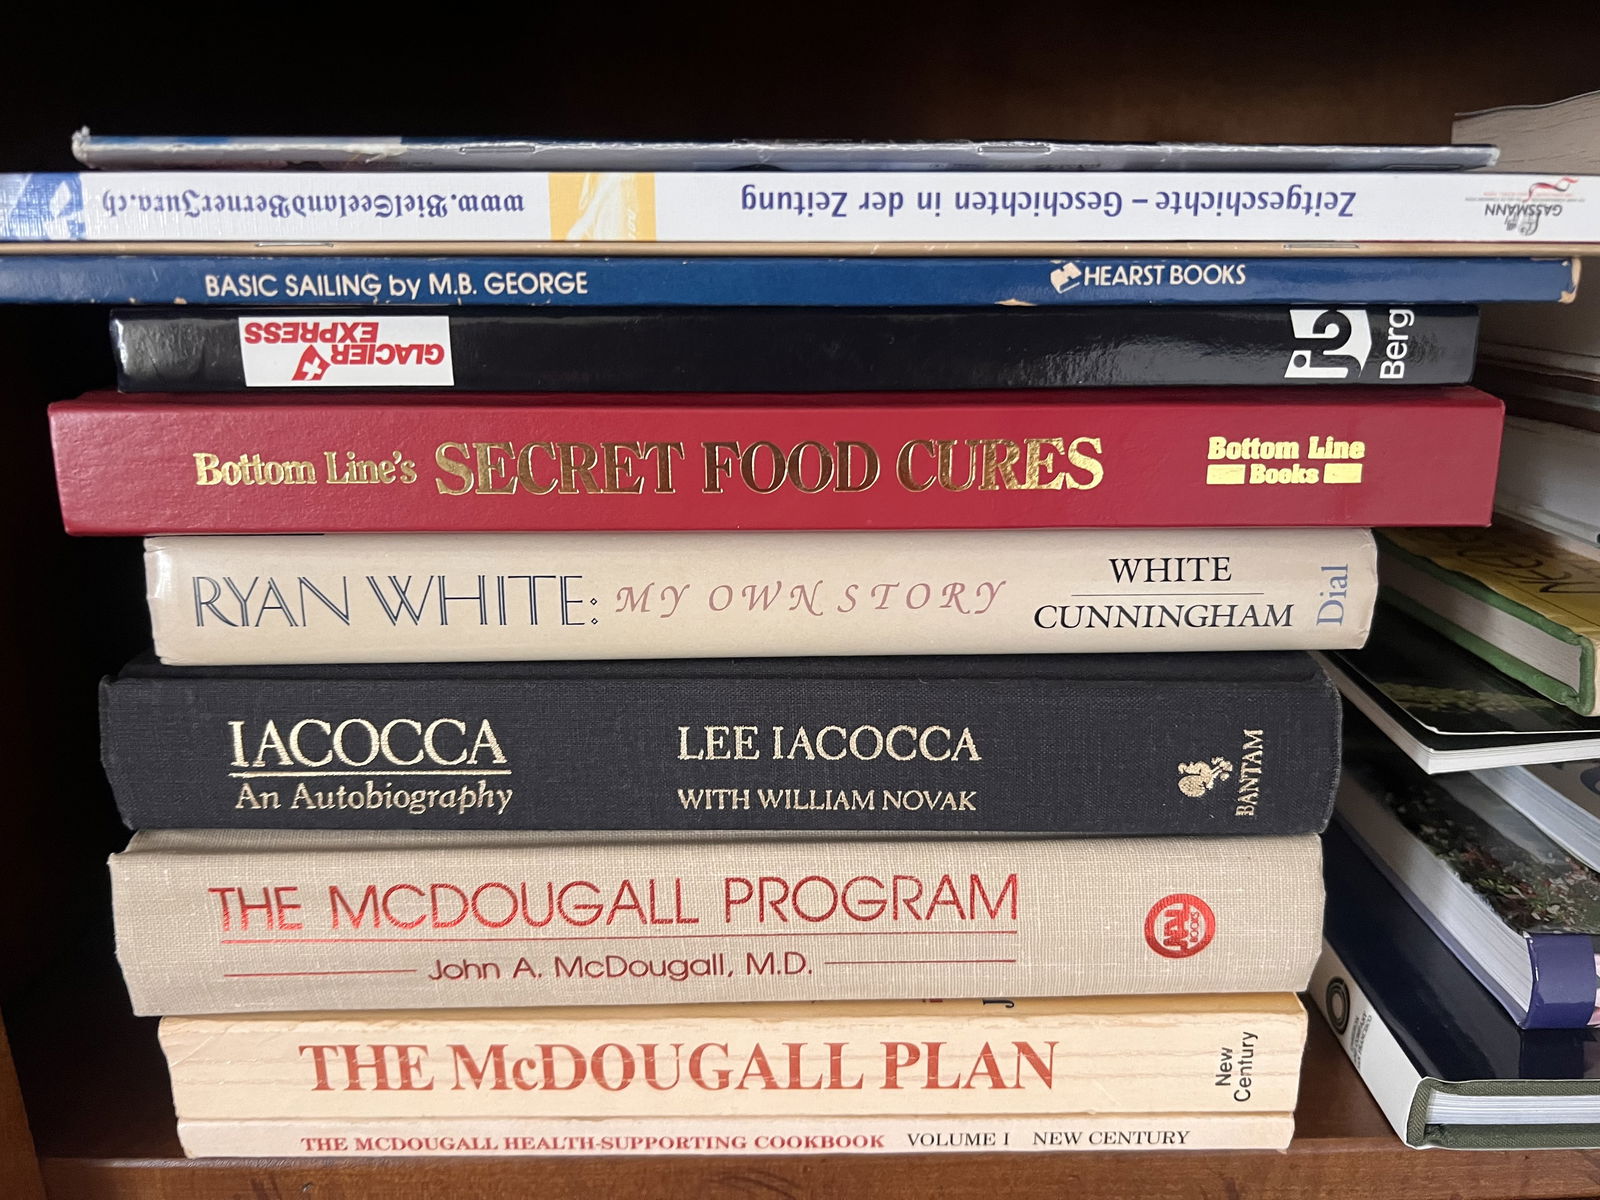 www.BielSeelandBernerJura.ch
Zeitgeschichte – Geschichten in der Zeitung
GASSMANN
BASIC SAILING by M.B. GEORGE
HEARST BOOKS
GLACIER
EXPRESS
Berg
Bottom Line's SECRET FOOD CURES
Bottom Line
Books
RYAN WHITE: MY OWN STORY
WHITE
CUNNINGHAM
Dial
IACOCCA
An Autobiography
LEE IACOCCA
WITH WILLIAM NOVAK
BANTAM
THE MCDOUGALL PROGRAM
John A. McDougall, M.D.
NAL
BOOKS
THE McDOUGALL PLAN
New
Century
THE MCDOUGALL HEALTH-SUPPORTING COOKBOOK VOLUME I NEW CENTURY